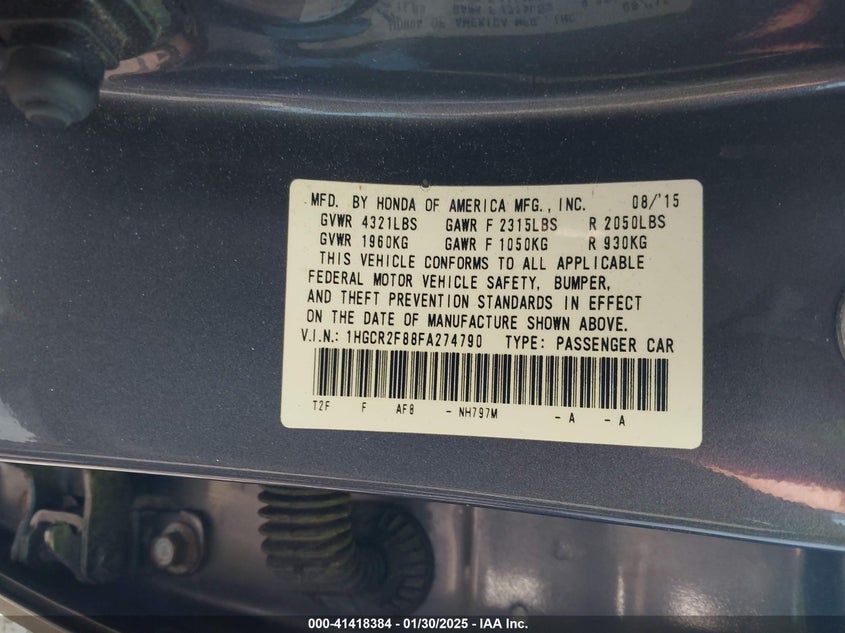 MFD. BY HONDA OF AMERICA MFG., INC. 08/'15
GVWR 4321LBS GAWR F 2315LBS R 2050LBS
GVWR 1960KG GAWR F 1050KG R 930KG
THIS VEHICLE CONFORMS TO ALL APPLICABLE
FEDERAL MOTOR VEHICLE SAFETY, BUMPER,
AND THEFT PREVENTION STANDARDS IN EFFECT
ON THE DATE OF MANUFACTURE SHOWN ABOVE.
V.I.N.: 1HGCR2F88FA274790 TYPE: PASSENGER CAR
T2F F AF8 - NH797M - A - A
000-41418384 - 01/30/2025 - IAA Inc.